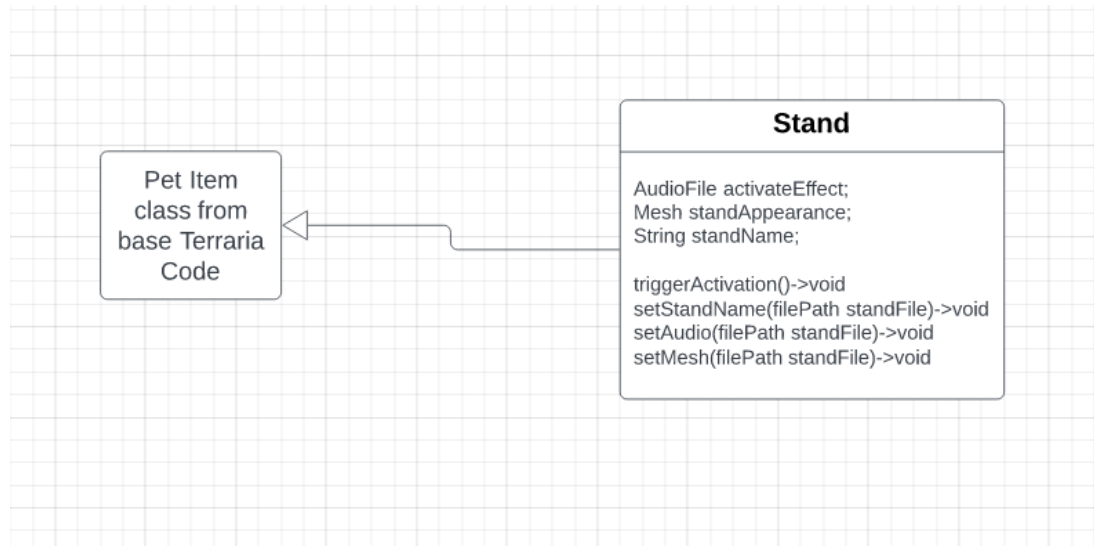 Pet Item
class from
base Terraria
Code
Stand
AudioFile activateEffect;
Mesh standAppearance;
String standName;
triggerActivation()->void
setStandName(filePath standFile)->void
setAudio(filePath standFile)->void
setMesh(filePath standFile)->void